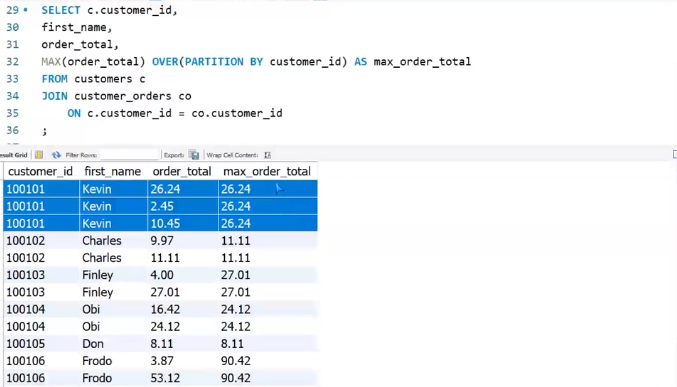 29 SELECT c.customer_id,
30 first_name,
31 order_total,
32 MAX(order_total) OVER(PARTITION BY customer_id) AS max_order_total
33 FROM customers c
34 JOIN customer_orders co
35 ON c.customer_id = co.customer_id
36 ;
esult Grid Filter Rows: Export: Wrap Cell Content:
customer_id first_name order_total max_order_total
100101 Kevin 26.24 26.24
100101 Kevin 2.45 26.24
100101 Kevin 10.45 26.24
100102 Charles 9.97 11.11
100102 Charles 11.11 11.11
100103 Finley 4.00 27.01
100103 Finley 27.01 27.01
100104 Obi 16.42 24.12
100104 Obi 24.12 24.12
100105 Don 8.11 8.11
100106 Frodo 3.87 90.42
100106 Frodo 53.12 90.42